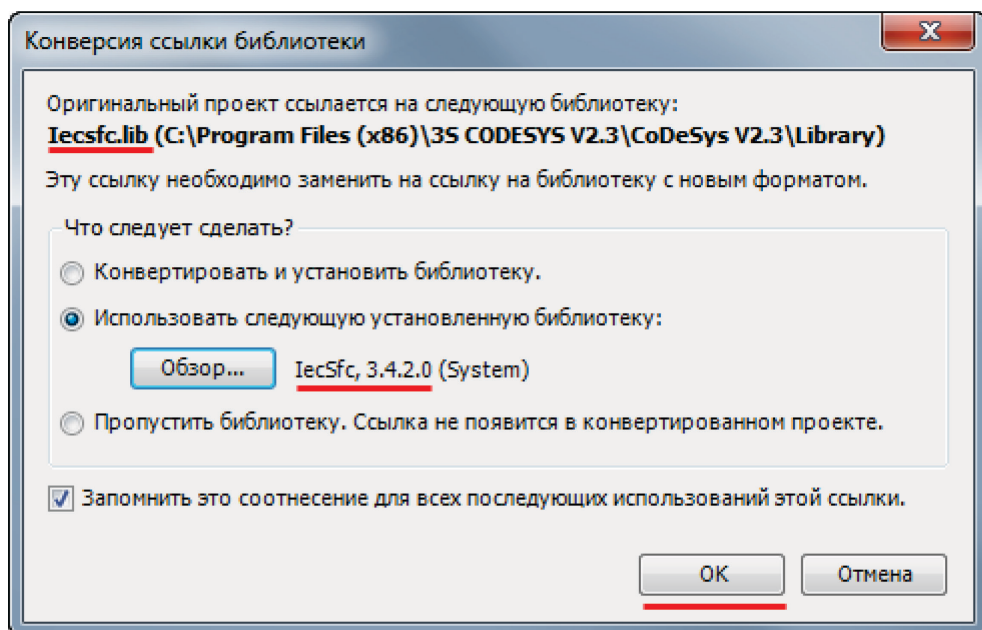 Конверсия ссылки библиотеки
Оригинальный проект ссылается на следующую библиотеку:
Iecsfc.lib (C:\Program Files (x86)\3S CODESYS V2.3\CoDeSys V2.3\Library)
Эту ссылку необходимо заменить на ссылку на библиотеку с новым форматом.
Что следует сделать?
Конвертировать и установить библиотеку.
Использовать следующую установленную библиотеку:
Обзор... IecSfc, 3.4.2.0 (System)
Пропустить библиотеку. Ссылка не появится в конвертированном проекте.
Запомнить это соотнесение для всех последующих использований этой ссылки.
ОК Отмена